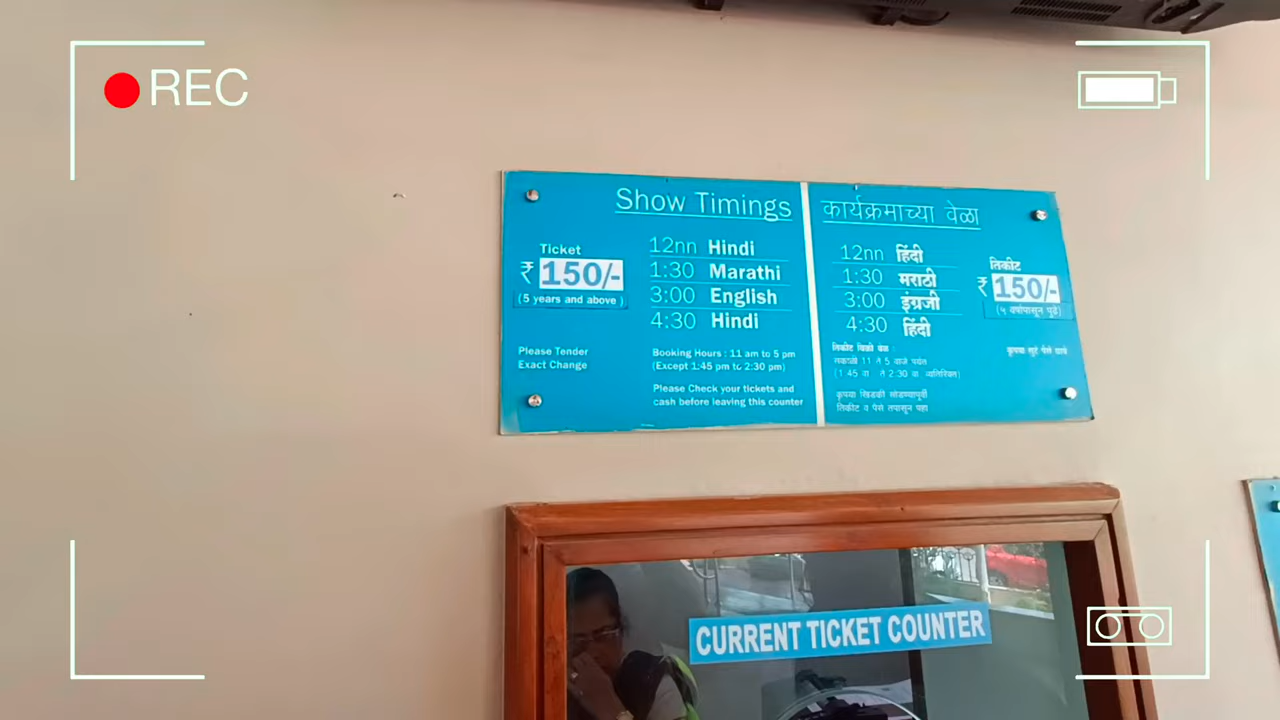 REC
Show Timings
Ticket
₹ 150/-
(5 years and above )
12nn Hindi
1:30 Marathi
3:00 English
4:30 Hindi
Please Tender
Exact Change
Booking Hours : 11 am to 5 pm
(Except 1:45 pm to 2:30 pm)
Please Check your tickets and
cash before leaving this counter
कार्यक्रमाच्या वेळा
12nn हिंदी
1:30 मराठी
3:00 इंग्रजी
4:30 हिंदी
तिकीट
₹ 150/-
(५ वर्षापासून पुढे)
तिकीट विक्री वेळ :
सकाळी 11 ते 5 वाजे पर्यंत
(1 45 वा ते 2:30 वा व्यतिरिक्त)
कृपया खिडकी सोडण्यापूर्वी
तिकीट व पैसे तपासून पहा
कृपया सुटे पैसे द्यावे
CURRENT TICKET COUNTER